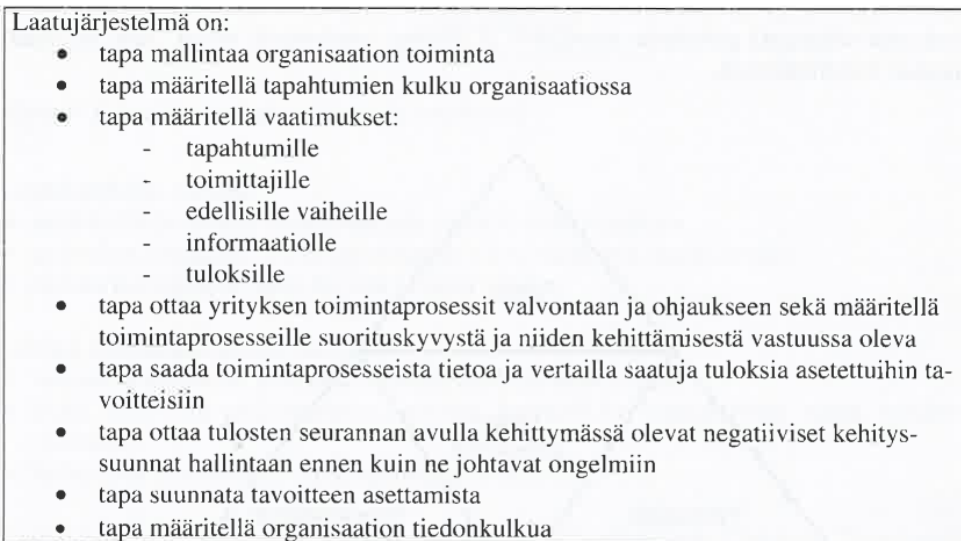 Laatujärjestelmä on:
• tapa mallintaa organisaation toiminta
• tapa määritellä tapahtumien kulku organisaatiossa
• tapa määritellä vaatimukset:
- tapahtumille
- toimittajille
- edellisille vaiheille
- informaatiolle
- tuloksille
• tapa ottaa yrityksen toimintaprosessit valvontaan ja ohjaukseen sekä määritellä
toimintaprosesseille suorituskyvystä ja niiden kehittämisestä vastuussa oleva
• tapa saada toimintaprosesseista tietoa ja vertailla saatuja tuloksia asetettuihin ta-
voitteisiin
• tapa ottaa tulosten seurannan avulla kehittymässä olevat negatiiviset kehitys-
suunnat hallintaan ennen kuin ne johtavat ongelmiin
• tapa suunnata tavoitteen asettamista
• tapa määritellä organisaation tiedonkulkua